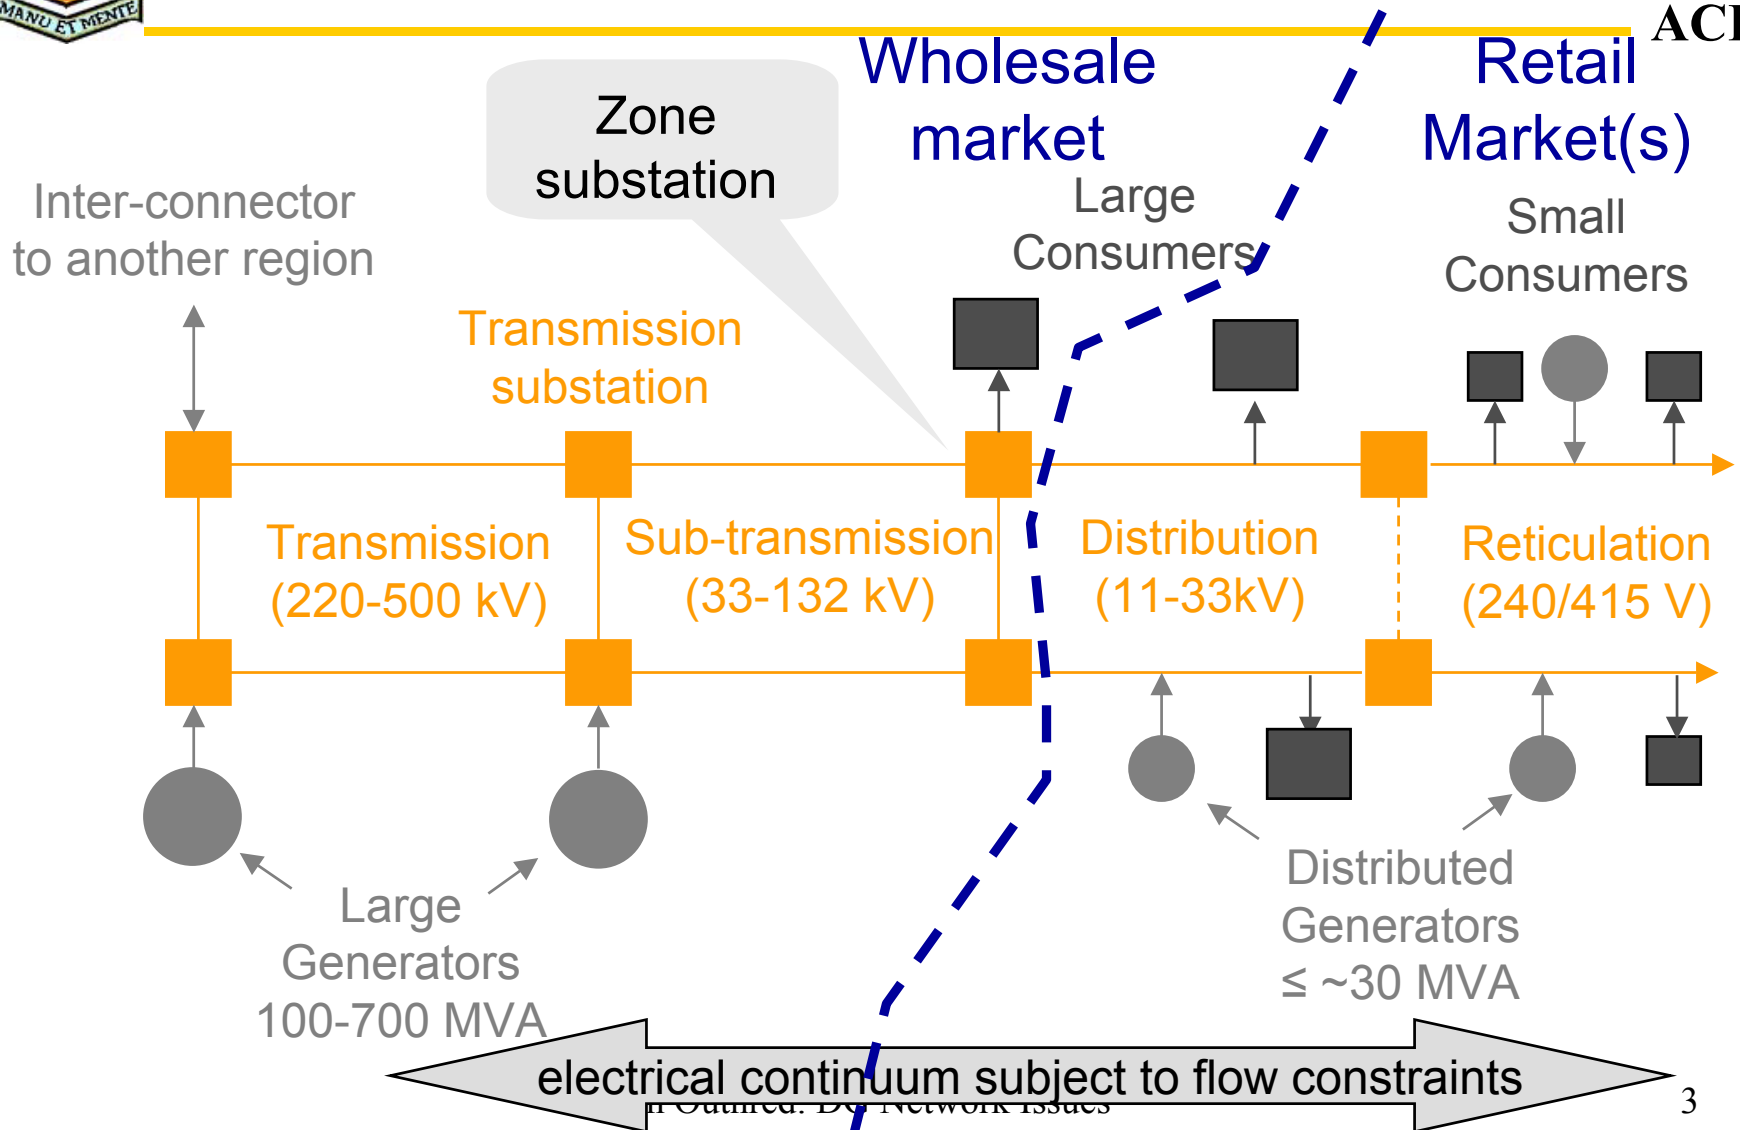 MANU ET MENTE
Wholesale
market
Retail
Market(s)
Zone
substation
Inter-connector
to another region
Large
Consumers
Small
Consumers
Transmission
substation
Transmission
(220-500 kV)
Sub-transmission
(33-132 kV)
Distribution
(11-33kV)
Reticulation
(240/415 V)
Large
Generators
100-700 MVA
Distributed
Generators
≤ ~30 MVA
electrical continuum subject to flow constraints
Network Issues
3